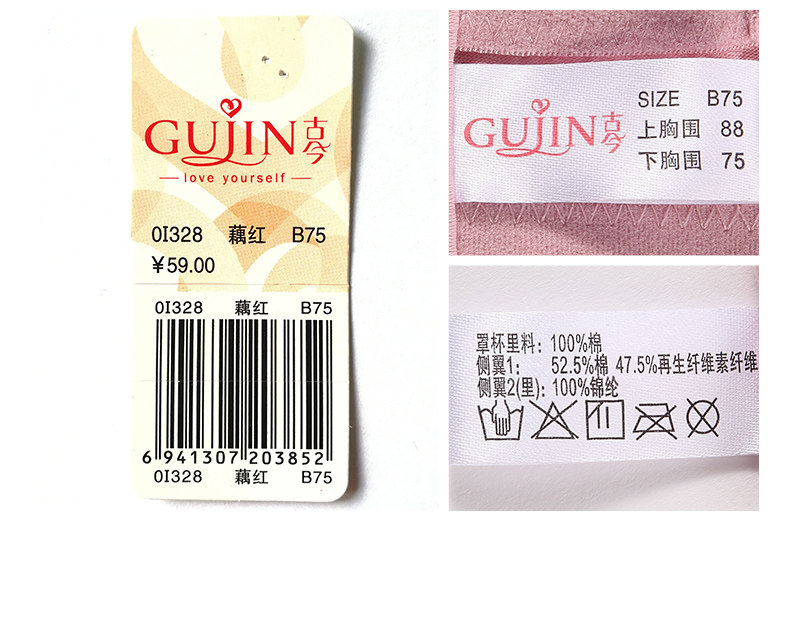 GUJIN古今
love yourself
0I328 藕红 B75
¥59.00
0I328 藕红 B75
6 941307 203852
0I328 藕红 B75
GUJIN古今
SIZE B75
上胸围 88
下胸围 75
罩杯里料: 100%棉
侧翼1: 52.5%棉 47.5%再生纤维素纤维
侧翼2(里): 100%锦纶